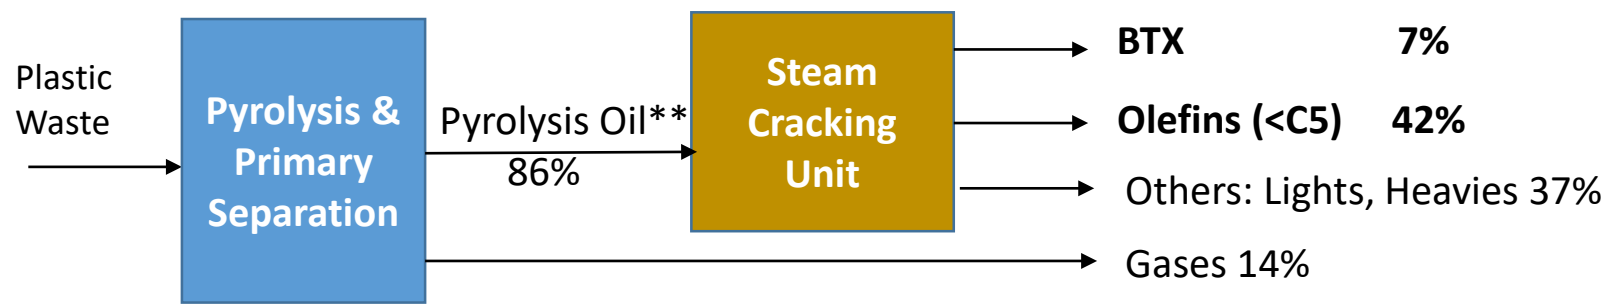 Plastic
Waste
Pyrolysis &
Primary
Separation
Pyrolysis Oil**
86%
Steam
Cracking
Unit
BTX 7%
Olefins (<C5) 42%
Others: Lights, Heavies 37%
Gases 14%